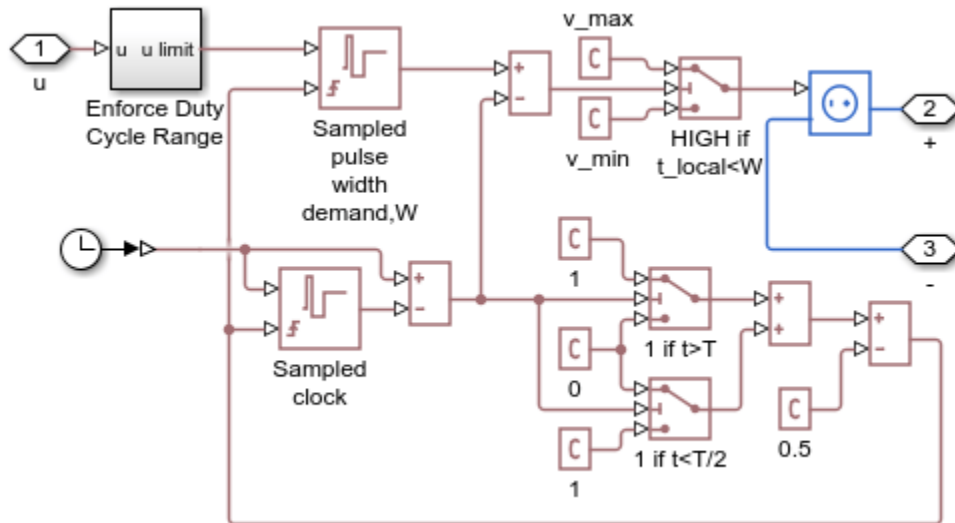 v_max
1
u
u
u limit
+
−
C
C
v_min
2
+
Enforce Duty
Cycle Range
Sampled
pulse
width
demand,W
HIGH if
t_local<W
C
1
3
-
+
−
+
+
+
−
Sampled
clock
C
0
1 if t>T
C
0.5
C
1
1 if t<T/2